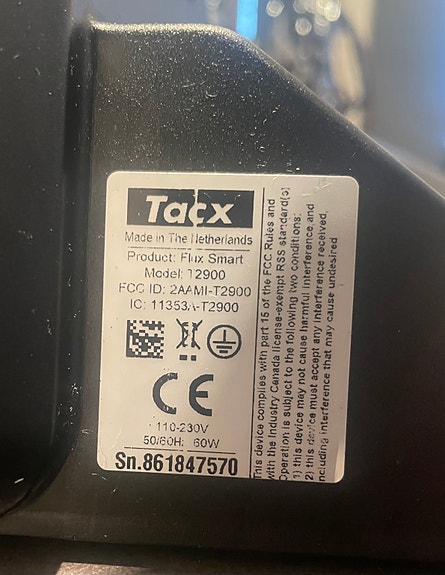 Tacx
Made in The Netherlands
Product: Flux Smart
Model: T2900
FCC ID: 2AAMI-T2900
IC: 11353A-T2900
CE
110-230V
50/60Hz 60W
Sn.861847570
This device complies with part 15 of the FCC Rules and
with the Industry Canada license-exempt RSS standard(s)
Operation is subject to the following two conditions:
1) this device may not cause harmful interference and
2) this device must accept any interference received,
including interference that may cause undesired